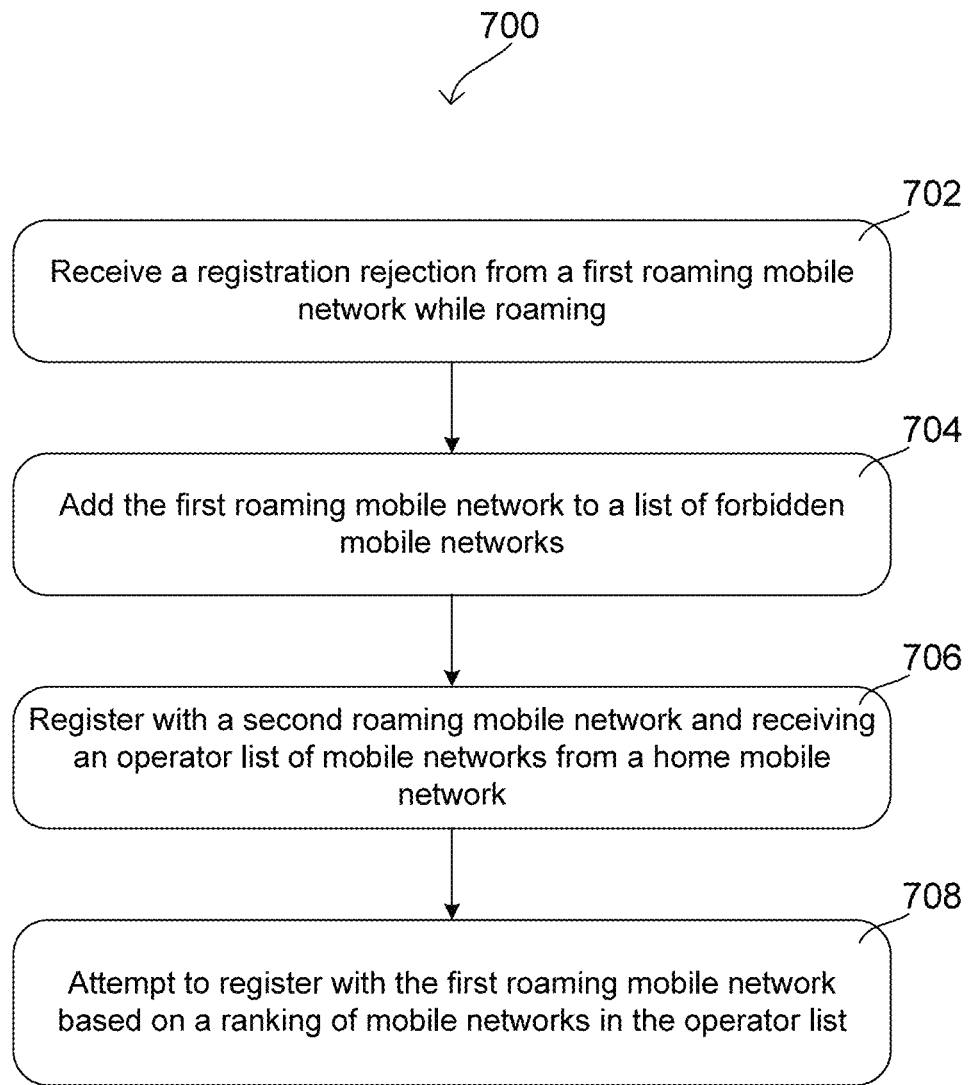 700
702
Receive a registration rejection from a first roaming mobile
network while roaming
704
Add the first roaming mobile network to a list of forbidden
mobile networks
706
Register with a second roaming mobile network and receiving
an operator list of mobile networks from a home mobile
network
708
Attempt to register with the first roaming mobile network
based on a ranking of mobile networks in the operator list